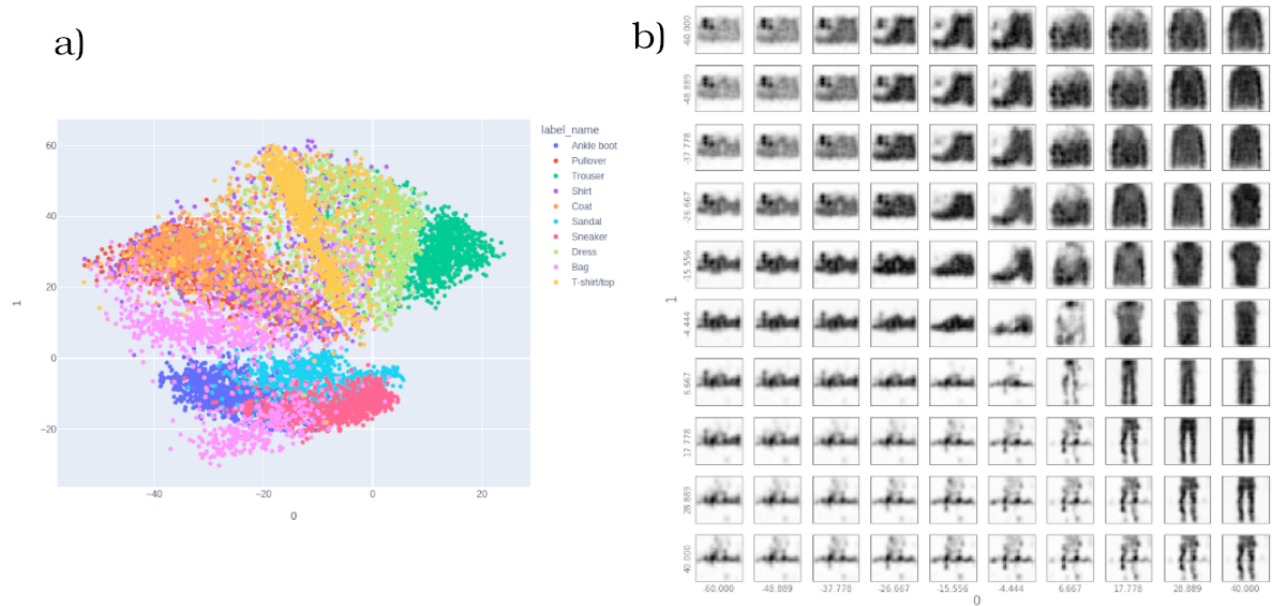 a)
label_name
Ankle boot
Pullover
Trouser
Shirt
Coat
Sandal
Sneaker
Dress
Bag
T-shirt/top
60
40
20
0
−20
−40
−20
0
20
0
1
b)
-60.000
-48.889
-37.778
-26.667
-15.556
-4.444
6.667
17.778
28.889
40.000
1
-60.000
-48.889
-37.778
-26.667
-15.556
-4.444
6.667
17.778
28.889
40.000
0